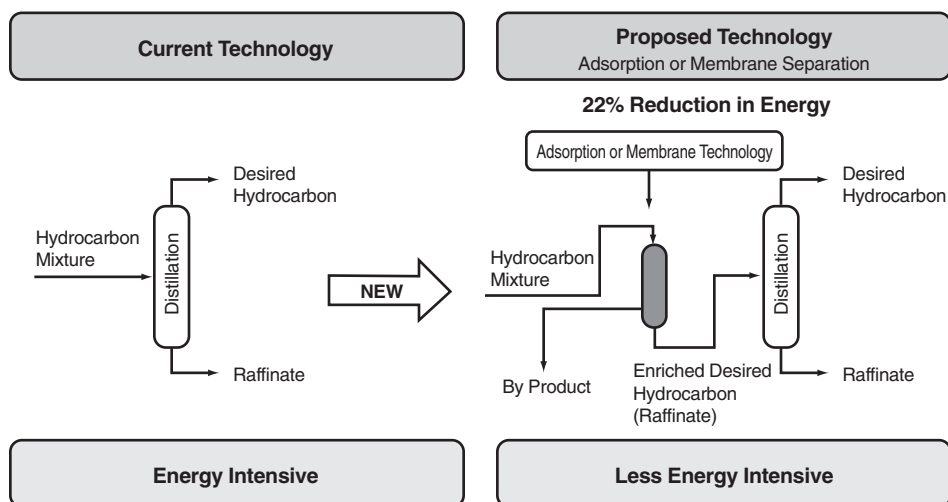 Current Technology
Desired
Hydrocarbon
Hydrocarbon
Mixture
Distillation
Raffinate
Energy Intensive
NEW
Proposed Technology
Adsorption or Membrane Separation
22% Reduction in Energy
Adsorption or Membrane Technology
Desired
Hydrocarbon
Hydrocarbon
Mixture
Distillation
By Product
Enriched Desired
Hydrocarbon
(Raffinate)
Raffinate
Less Energy Intensive